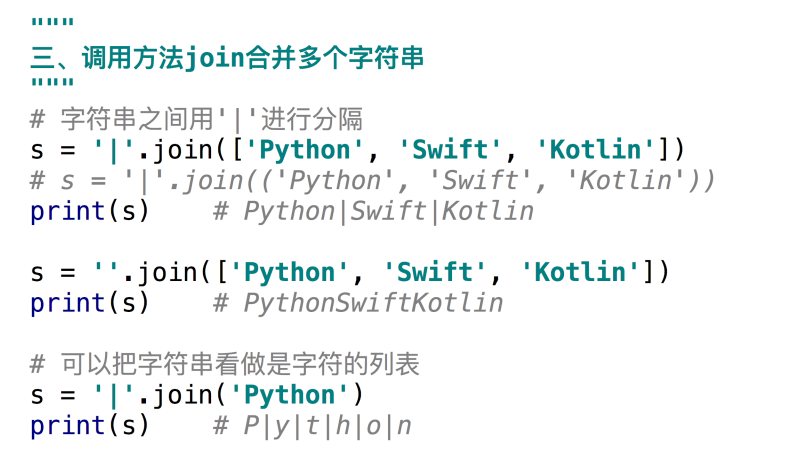 """
三、调用方法join合并多个字符串
"""
# 字符串之间用'|'进行分隔
s = '|'.join(['Python', 'Swift', 'Kotlin'])
# s = '|'.join(('Python', 'Swift', 'Kotlin'))
print(s)    # Python|Swift|Kotlin

s = ''.join(['Python', 'Swift', 'Kotlin'])
print(s)    # PythonSwiftKotlin

# 可以把字符串看做是字符的列表
s = '|'.join('Python')
print(s)    # P|y|t|h|o|n